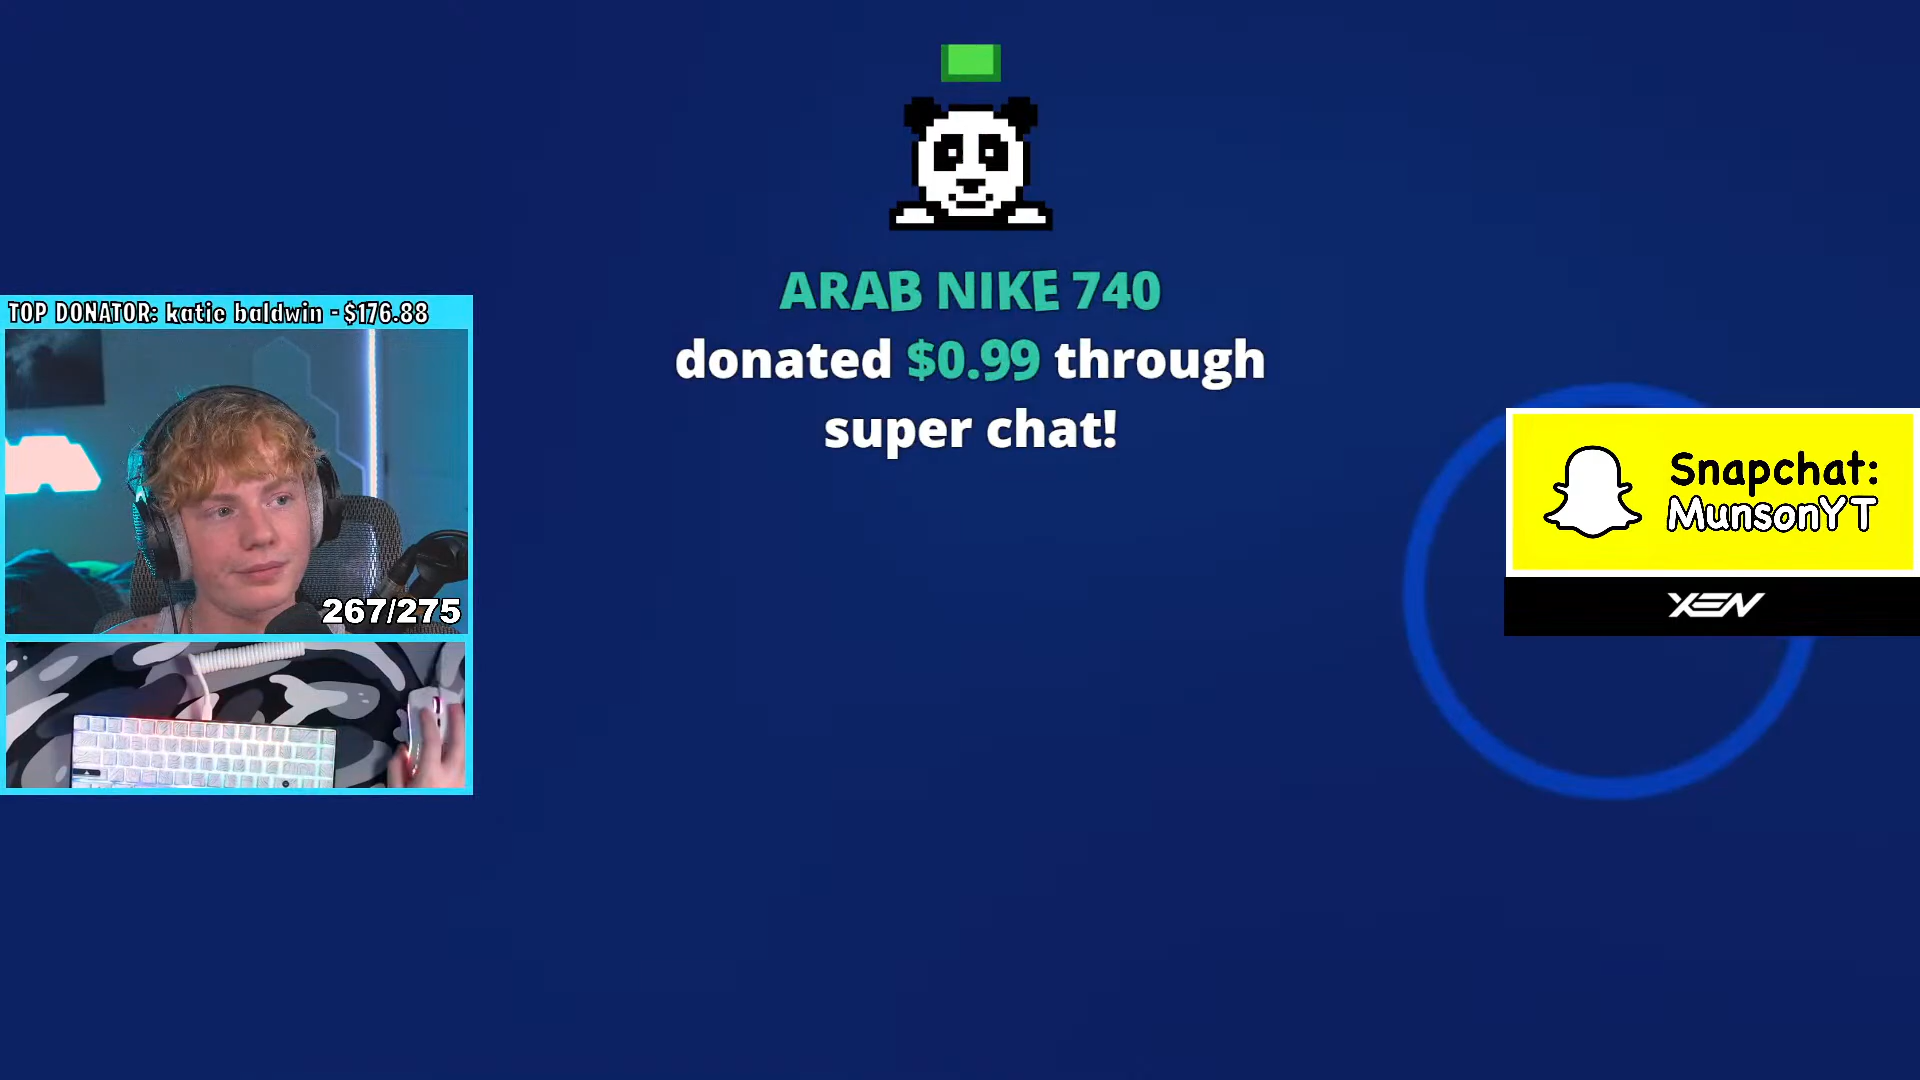 ARAB NIKE 740
donated $0.99 through
super chat!
TOP DONATOR: katie baldwin - $176.88
267/275
Snapchat:
MunsonYT
XEN